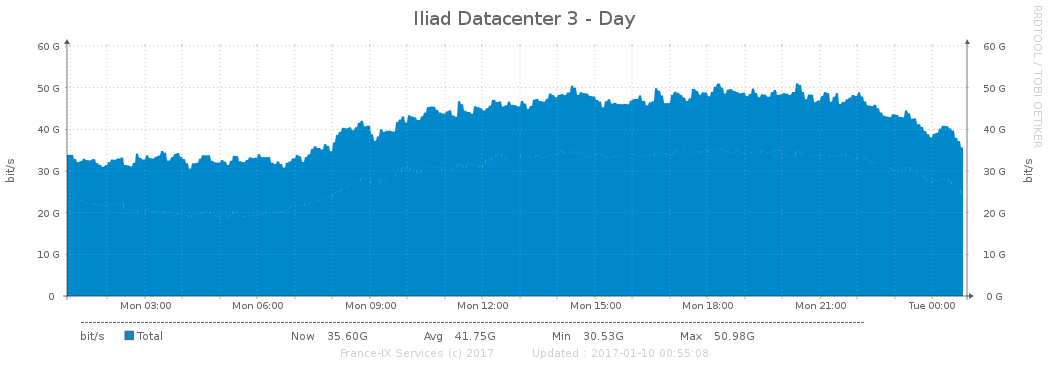 Iliad Datacenter 3 - Day
RRDTOOL / TOBI OETIKER
bit/s
60 G 60 G
50 G 50 G
40 G 40 G
30 G 30 G
20 G 20 G
10 G 10 G
0 0 G
bit/s
Mon 03:00 Mon 06:00 Mon 09:00 Mon 12:00 Mon 15:00 Mon 18:00 Mon 21:00 Tue 00:00
bit/s Total Now 35.60G Avg 41.75G Min 30.53G Max 50.98G
France-IX Services (c) 2017 Updated : 2017-01-10 00:55:08